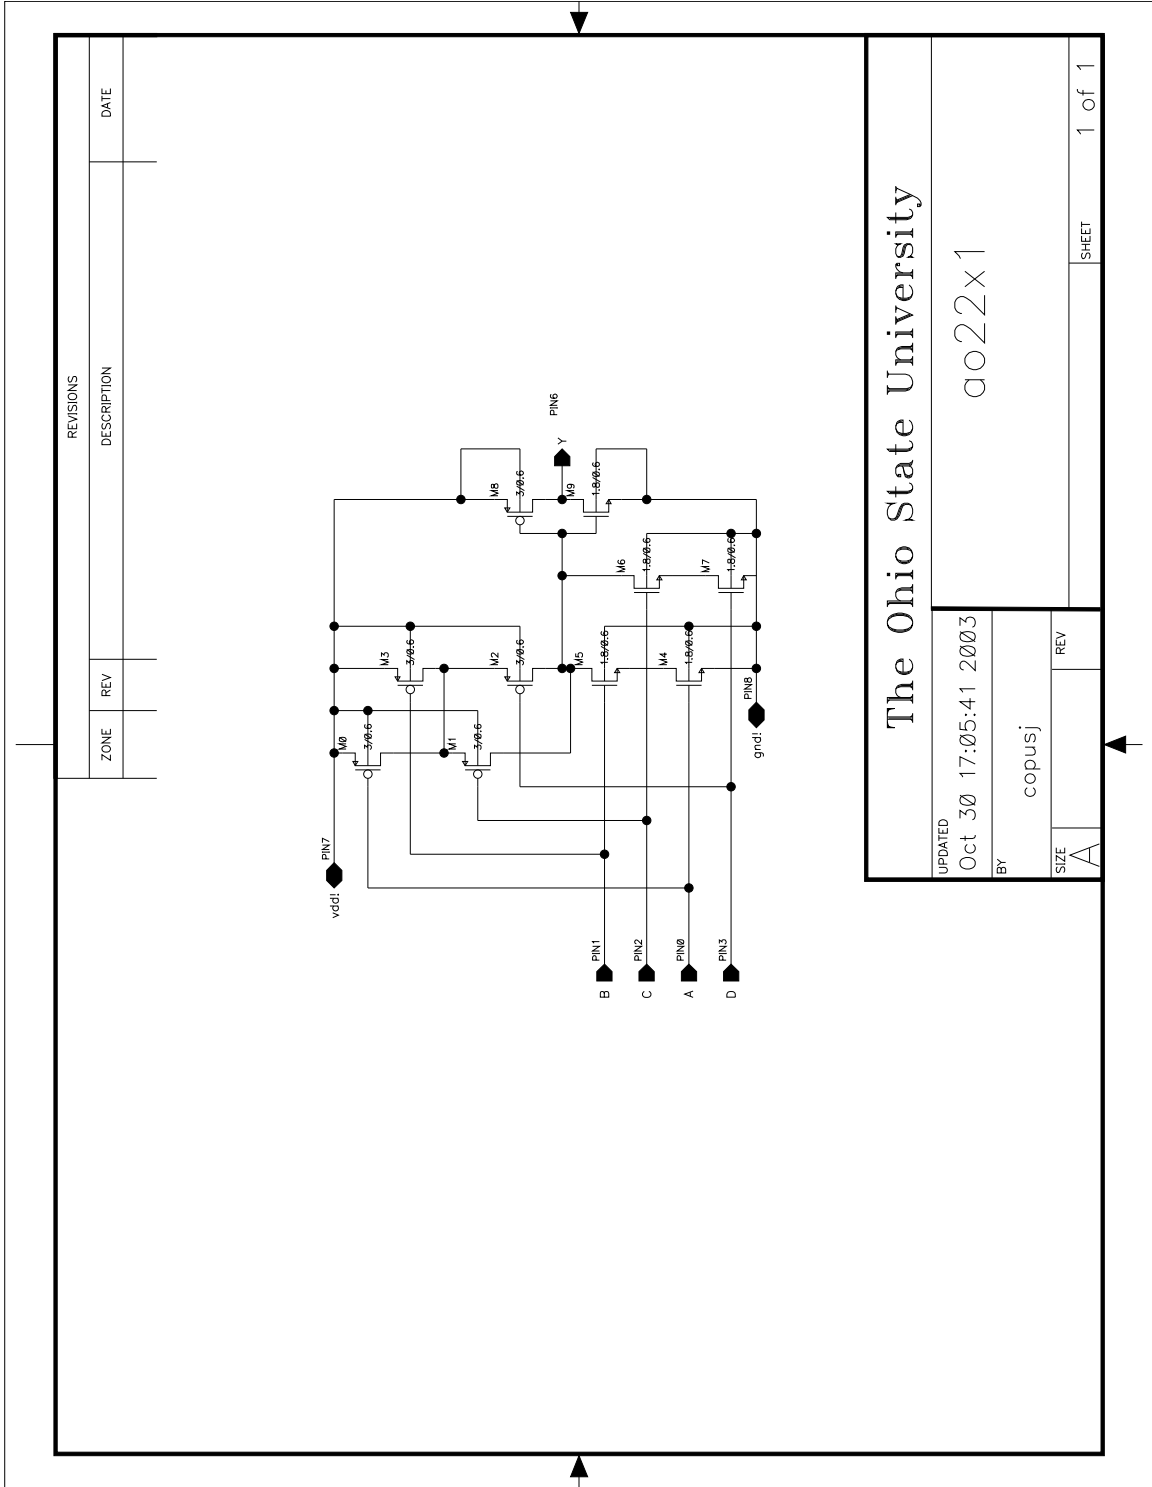 REVISIONS
ZONE REV DESCRIPTION DATE
vdd! PIN7
M0
3/0.6
M3
3/0.6
M1
3/0.6
M2
3/0.6
M8
3/0.6
PIN6
Y
M9
1.8/0.6
M5
1.8/0.6
M6
1.8/0.6
M4
1.8/0.6
M7
1.8/0.6
B PIN1
C PIN2
A PIN0
D PIN3
gnd! PIN8
The Ohio State University
UPDATED
Oct 30 17:05:41 2003
ao22x1
BY
copusj
SIZE
A
REV
SHEET
1 of 1